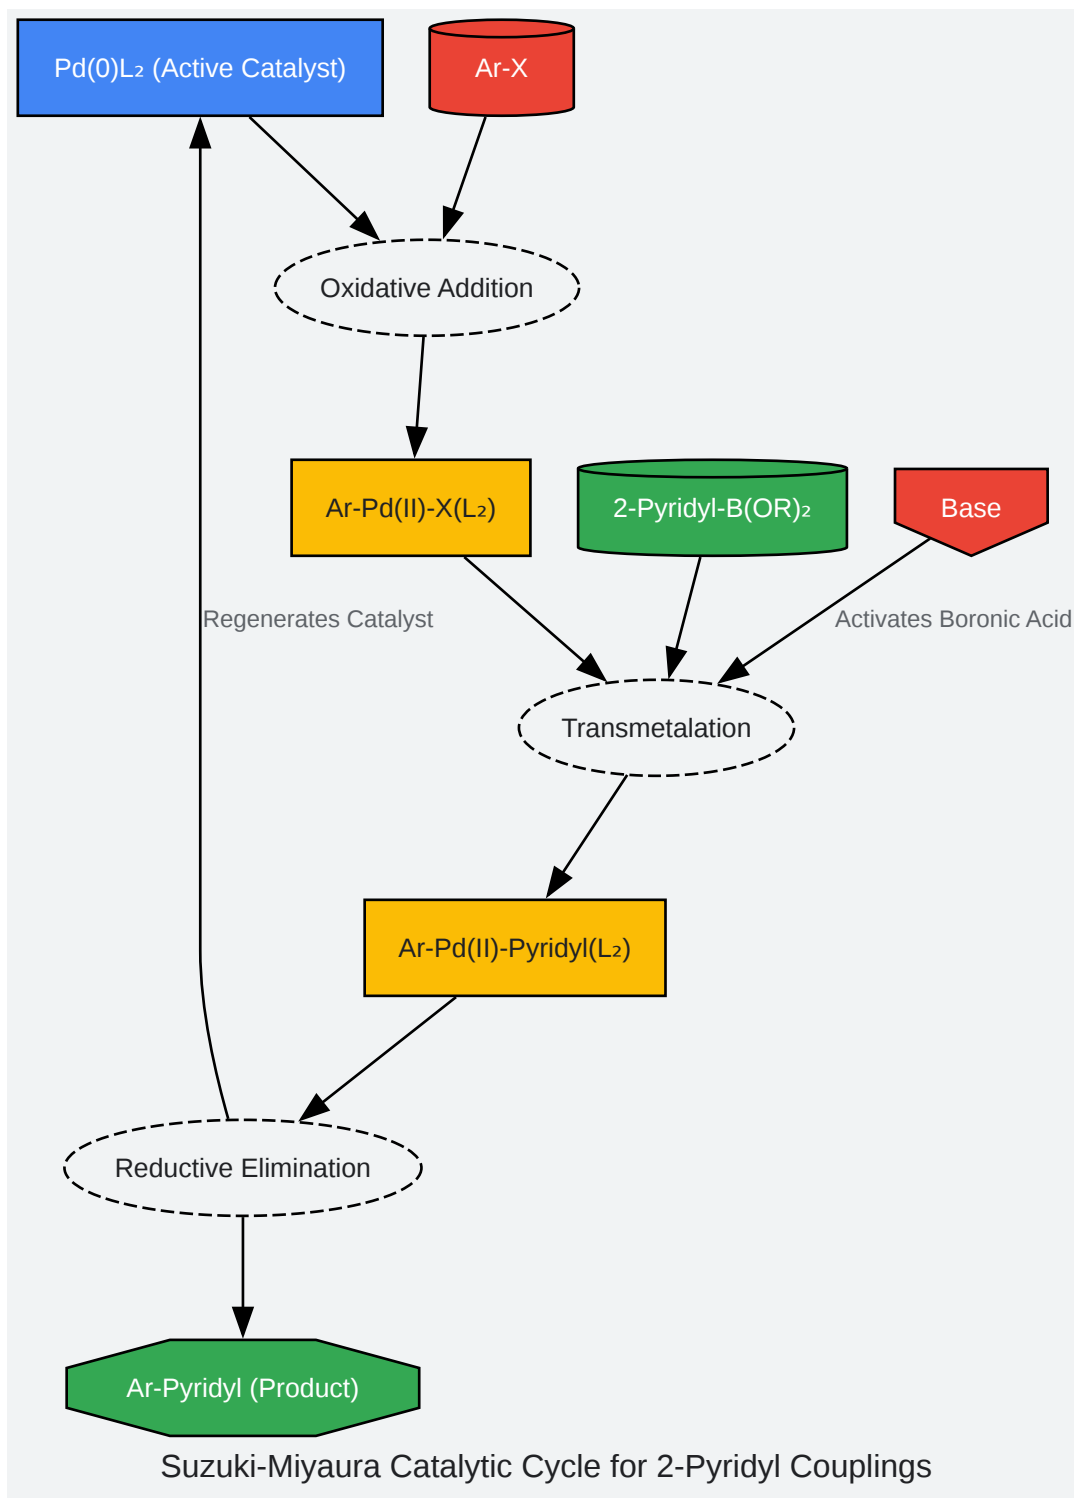 Pd(0)L₂ (Active Catalyst)
Ar-X
Oxidative Addition
Ar-Pd(II)-X(L₂)
2-Pyridyl-B(OR)₂
Base
Regenerates Catalyst
Activates Boronic Acid
Transmetalation
Ar-Pd(II)-Pyridyl(L₂)
Reductive Elimination
Ar-Pyridyl (Product)
Suzuki-Miyaura Catalytic Cycle for 2-Pyridyl Couplings